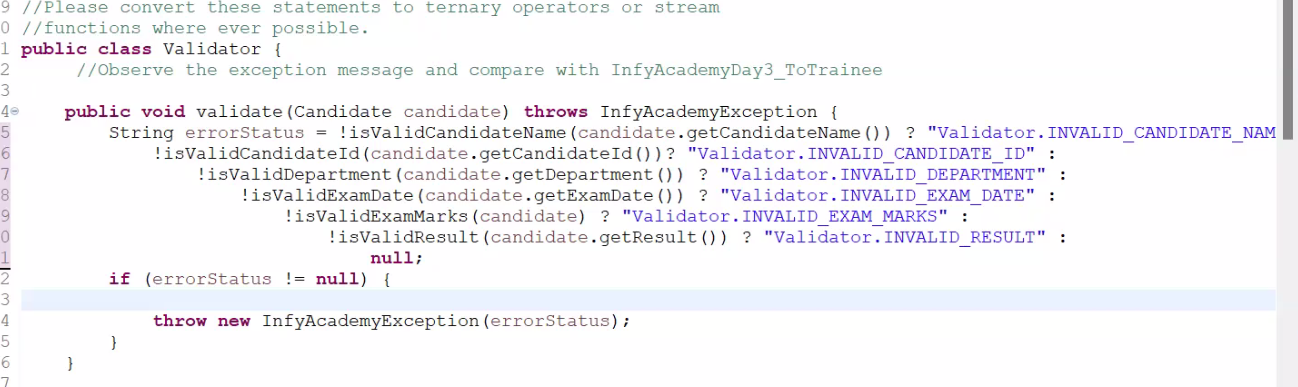 9 //Please convert these statements to ternary operators or stream
0 //functions where ever possible.
1 public class Validator {
2 //Observe the exception message and compare with InfyAcademyDay3_ToTrainee
3
4 public void validate(Candidate candidate) throws InfyAcademyException {
5 String errorStatus = !isValidCandidateName(candidate.getCandidateName()) ? "Validator.INVALID_CANDIDATE_NAM
6 !isValidCandidateId(candidate.getCandidateId())? "Validator.INVALID_CANDIDATE_ID" :
7 !isValidDepartment(candidate.getDepartment()) ? "Validator.INVALID_DEPARTMENT" :
8 !isValidExamDate(candidate.getExamDate()) ? "Validator.INVALID_EXAM_DATE" :
9 !isValidExamMarks(candidate) ? "Validator.INVALID_EXAM_MARKS" :
0 !isValidResult(candidate.getResult()) ? "Validator.INVALID_RESULT" :
1 null;
2 if (errorStatus != null) {
3
4 throw new InfyAcademyException(errorStatus);
5 }
6 }
7